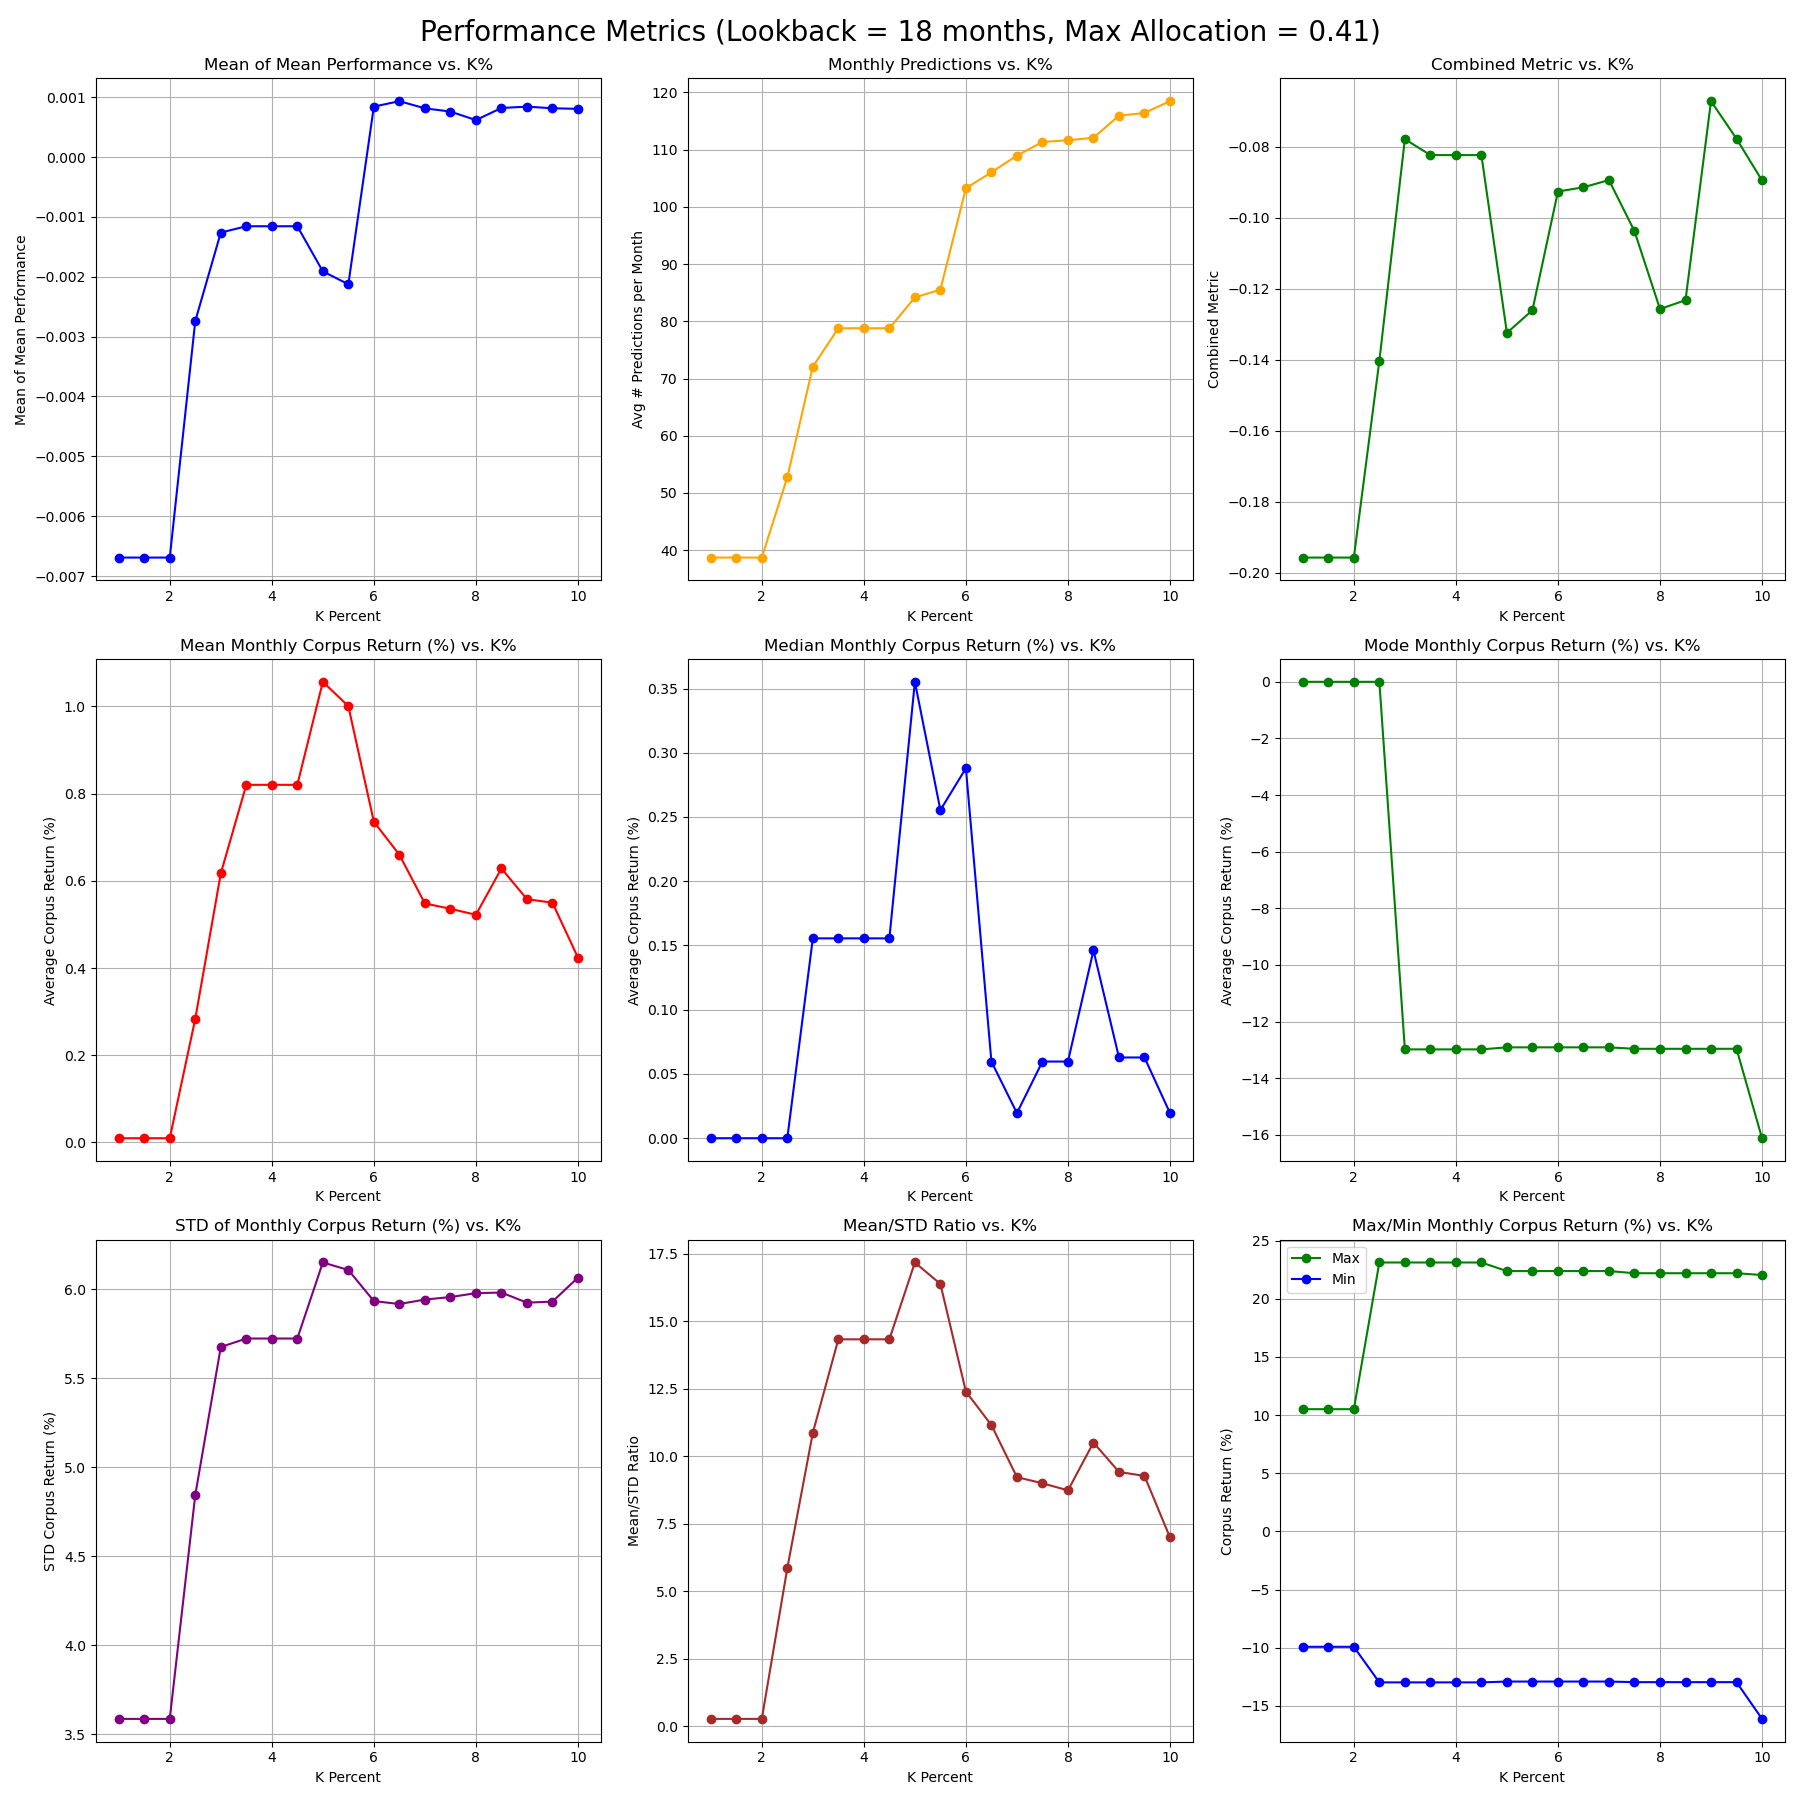 Performance Metrics (Lookback = 18 months, Max Allocation = 0.41)
Mean of Mean Performance vs. K%
Mean of Mean Performance
0.001
0.000
−0.001
−0.002
−0.003
−0.004
−0.005
−0.006
−0.007
2 4 6 8 10
K Percent
Monthly Predictions vs. K%
Avg # Predictions per Month
120
110
100
90
80
70
60
50
40
2 4 6 8 10
K Percent
Combined Metric vs. K%
Combined Metric
−0.08
−0.10
−0.12
−0.14
−0.16
−0.18
−0.20
2 4 6 8 10
K Percent
Mean Monthly Corpus Return (%) vs. K%
Average Corpus Return (%)
1.0
0.8
0.6
0.4
0.2
0.0
2 4 6 8 10
K Percent
Median Monthly Corpus Return (%) vs. K%
Average Corpus Return (%)
0.35
0.30
0.25
0.20
0.15
0.10
0.05
0.00
2 4 6 8 10
K Percent
Mode Monthly Corpus Return (%) vs. K%
Average Corpus Return (%)
0
−2
−4
−6
−8
−10
−12
−14
−16
2 4 6 8 10
K Percent
STD of Monthly Corpus Return (%) vs. K%
STD Corpus Return (%)
6.0
5.5
5.0
4.5
4.0
3.5
2 4 6 8 10
K Percent
Mean/STD Ratio vs. K%
Mean/STD Ratio
17.5
15.0
12.5
10.0
7.5
5.0
2.5
0.0
2 4 6 8 10
K Percent
Max/Min Monthly Corpus Return (%) vs. K%
Max
Min
Corpus Return (%)
25
20
15
10
5
0
−5
−10
−15
2 4 6 8 10
K Percent